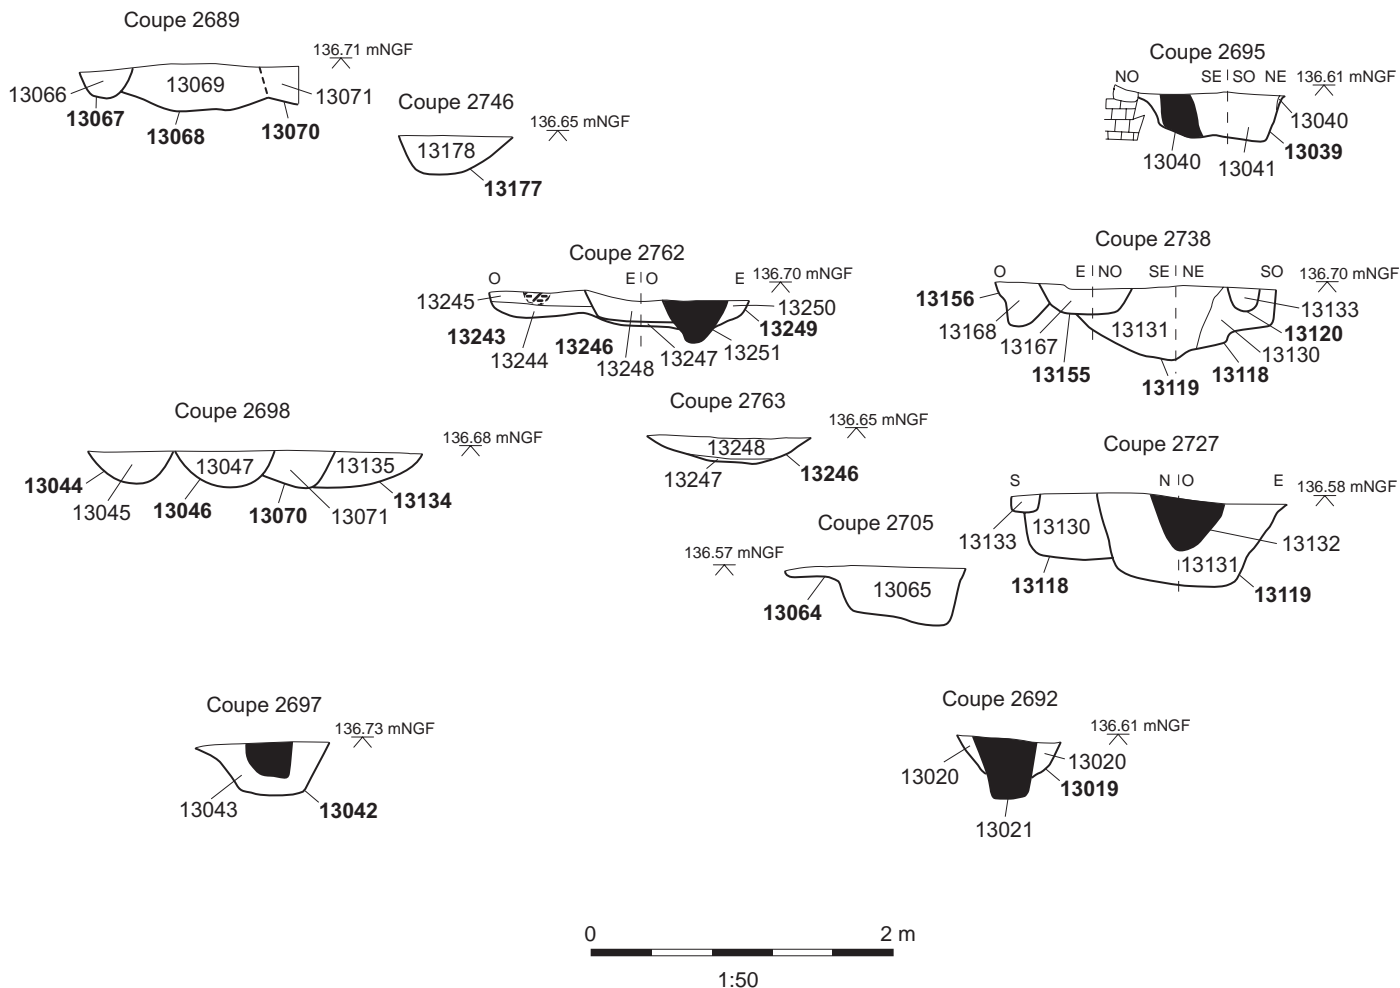 Coupe 2689
136.71 mNGF
13066
13069
13071
13067
13068
13070
Coupe 2746
136.65 mNGF
13178
13177
Coupe 2695
NO SE SO NE 136.61 mNGF
13040
13040
13041
13039
Coupe 2762
O E O E 136.70 mNGF
13245
13250
13243
13244
13246
13248
13247
13251
13249
Coupe 2738
O E NO SE NE SO 136.70 mNGF
13156
13168
13167
13155
13131
13119
13118
13130
13120
13133
Coupe 2698
136.68 mNGF
13044
13045
13047
13046
13070
13071
13135
13134
Coupe 2763
136.65 mNGF
13248
13247
13246
Coupe 2727
S N O E 136.58 mNGF
13133
13130
13118
13131
13132
13119
Coupe 2705
136.57 mNGF
13065
13064
Coupe 2697
136.73 mNGF
13043
13042
Coupe 2692
136.61 mNGF
13020
13020
13019
13021
0 2 m
1:50